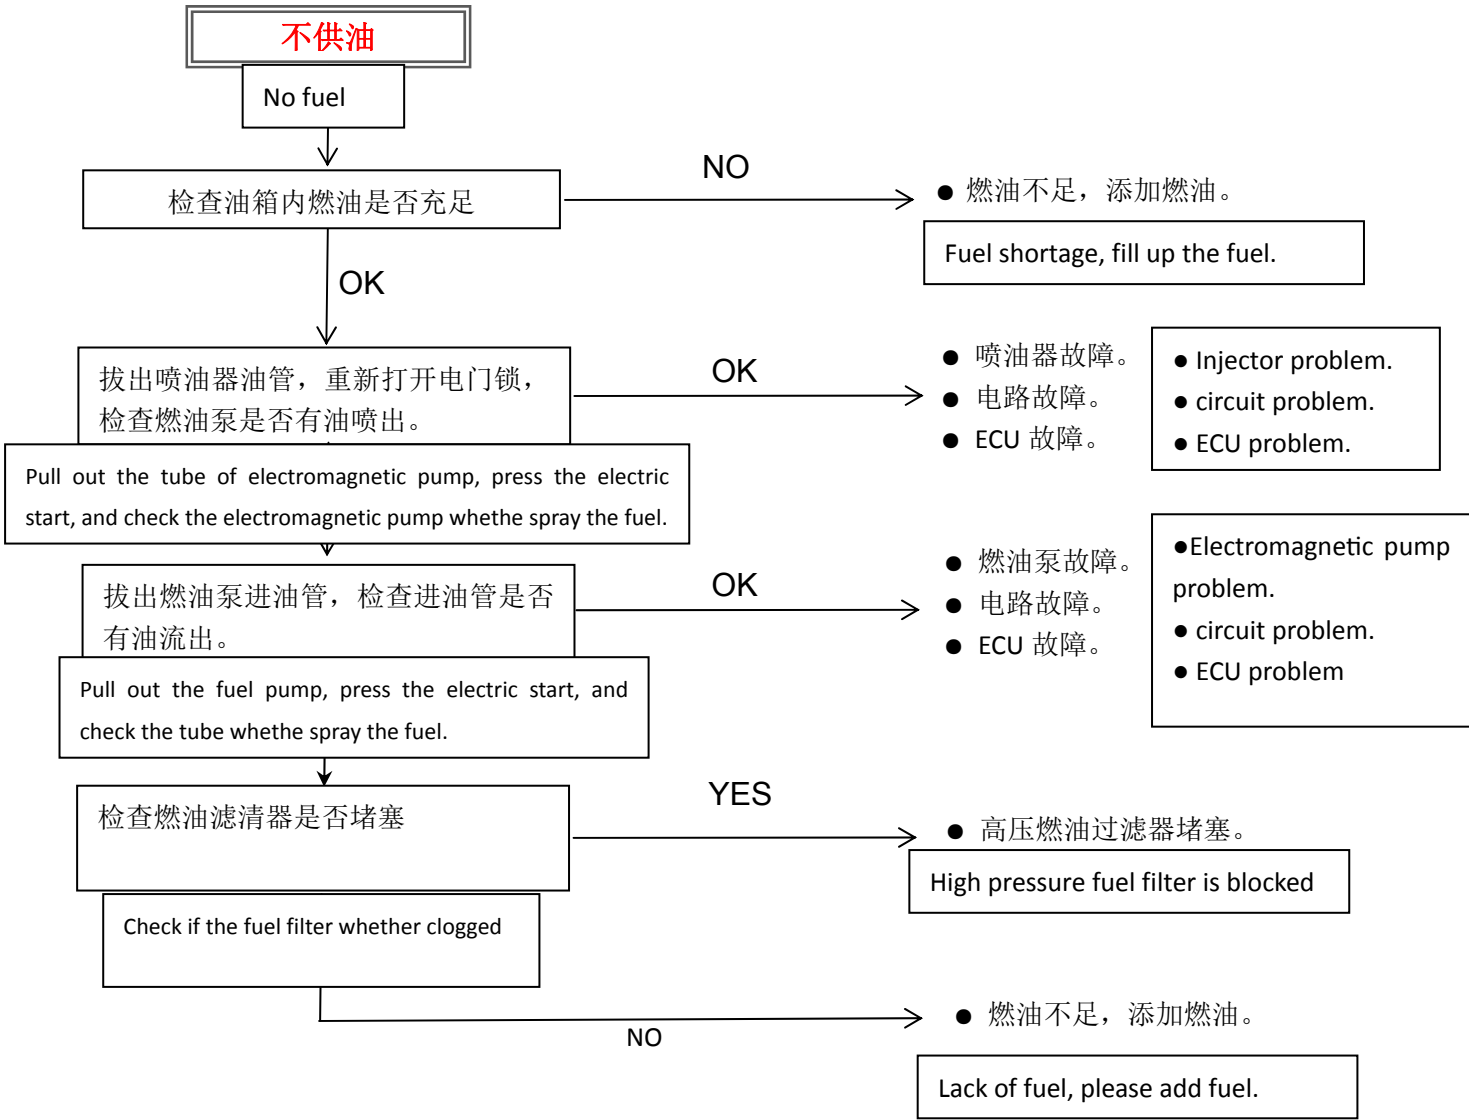 不供油
No fuel
NO
检查油箱内燃油是否充足
● 燃油不足，添加燃油。
Fuel shortage, fill up the fuel.
OK
拔出喷油器油管，重新打开电门锁，
检查燃油泵是否有油喷出。
OK
● 喷油器故障。
● 电路故障。
● ECU 故障。
● Injector problem.
● circuit problem.
● ECU problem.
Pull out the tube of electromagnetic pump, press the electric
start, and check the electromagnetic pump whethe spray the fuel.
拔出燃油泵进油管，检查进油管是否
有油流出。
OK
● 燃油泵故障。
● 电路故障。
● ECU 故障。
●Electromagnetic pump
problem.
● circuit problem.
● ECU problem
Pull out the fuel pump, press the electric start, and
check the tube whethe spray the fuel.
检查燃油滤清器是否堵塞
YES
● 高压燃油过滤器堵塞。
High pressure fuel filter is blocked
Check if the fuel filter whether clogged
NO
● 燃油不足，添加燃油。
Lack of fuel, please add fuel.